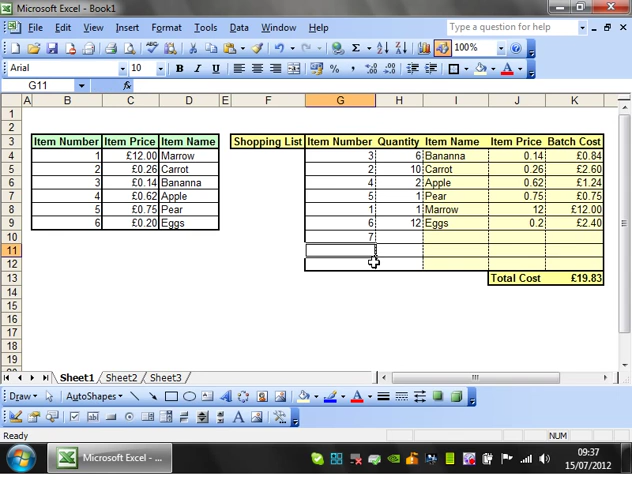 Microsoft Excel - Book1
File Edit View Insert Format Tools Data Window Help Type a question for help
100%
Arial 10 B I U
G11 fx
A B C D E F G H I J K
1
2
3 Item Number Item Price Item Name Shopping List Item Number Quantity Item Name Item Price Batch Cost
4 1 £12.00 Marrow 3 6 Bananna 0.14 £0.84
5 2 £0.26 Carrot 2 10 Carrot 0.26 £2.60
6 3 £0.14 Bananna 4 2 Apple 0.62 £1.24
7 4 £0.62 Apple 5 1 Pear 0.75 £0.75
8 5 £0.75 Pear 1 1 Marrow 12 £12.00
9 6 £0.20 Eggs 6 12 Eggs 0.2 £2.40
10 7
11
12
13 Total Cost £19.83
14
15
16
17
18
19
Sheet1 Sheet2 Sheet3
Draw AutoShapes
Ready NUM
Microsoft Excel - ... 09:37
15/07/2012